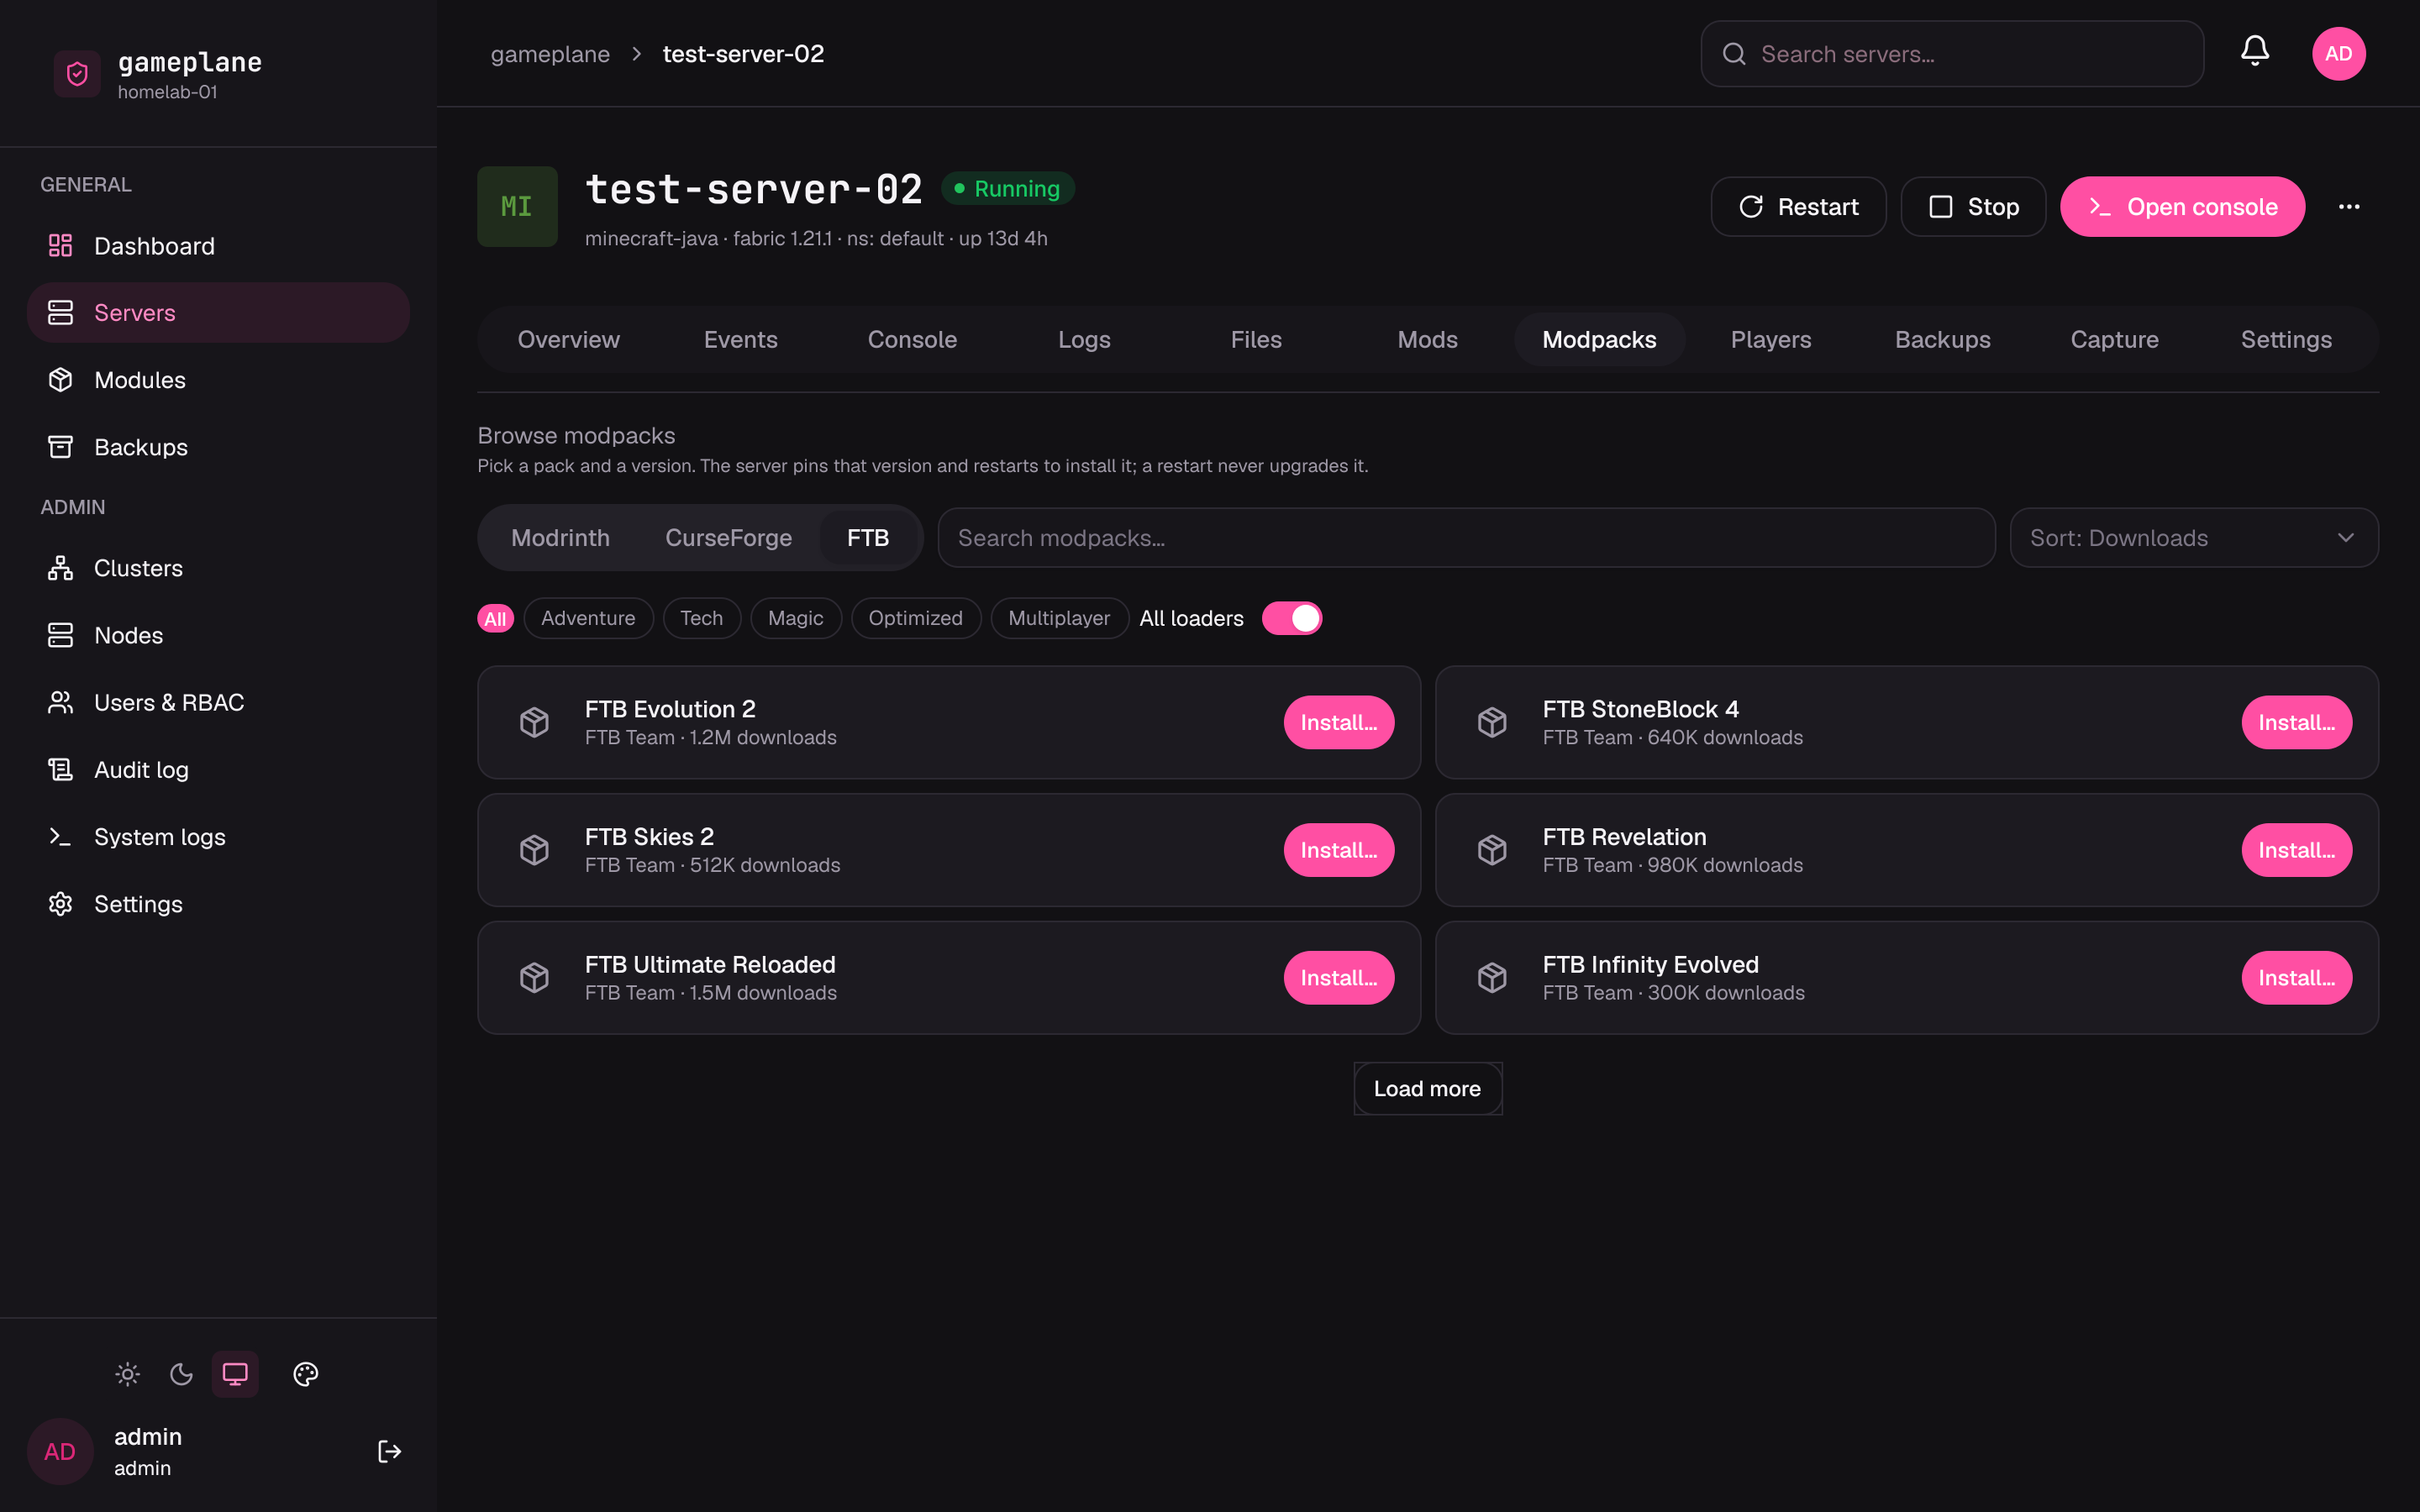 gameplane
homelab-01
GENERAL
Dashboard
Servers
Modules
Backups
ADMIN
Clusters
Nodes
Users & RBAC
Audit log
System logs
Settings
AD
admin
admin
gameplane > test-server-02
Search servers...
AD
MI
test-server-02
Running
minecraft-java · fabric 1.21.1 · ns: default · up 13d 4h
Restart
Stop
Open console
Overview
Events
Console
Logs
Files
Mods
Modpacks
Players
Backups
Capture
Settings
Browse modpacks
Pick a pack and a version. The server pins that version and restarts to install it; a restart never upgrades it.
Modrinth
CurseForge
FTB
Search modpacks...
Sort: Downloads
All
Adventure
Tech
Magic
Optimized
Multiplayer
All loaders
FTB Evolution 2
FTB Team · 1.2M downloads
Install...
FTB StoneBlock 4
FTB Team · 640K downloads
Install...
FTB Skies 2
FTB Team · 512K downloads
Install...
FTB Revelation
FTB Team · 980K downloads
Install...
FTB Ultimate Reloaded
FTB Team · 1.5M downloads
Install...
FTB Infinity Evolved
FTB Team · 300K downloads
Install...
Load more